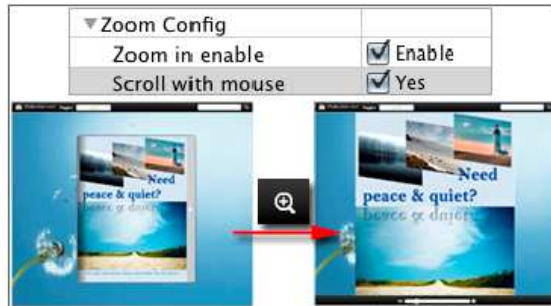 Zoom Config
Zoom in enable
Enable
Scroll with mouse
Yes
Need
peace & quiet?
Need
peace & quiet?